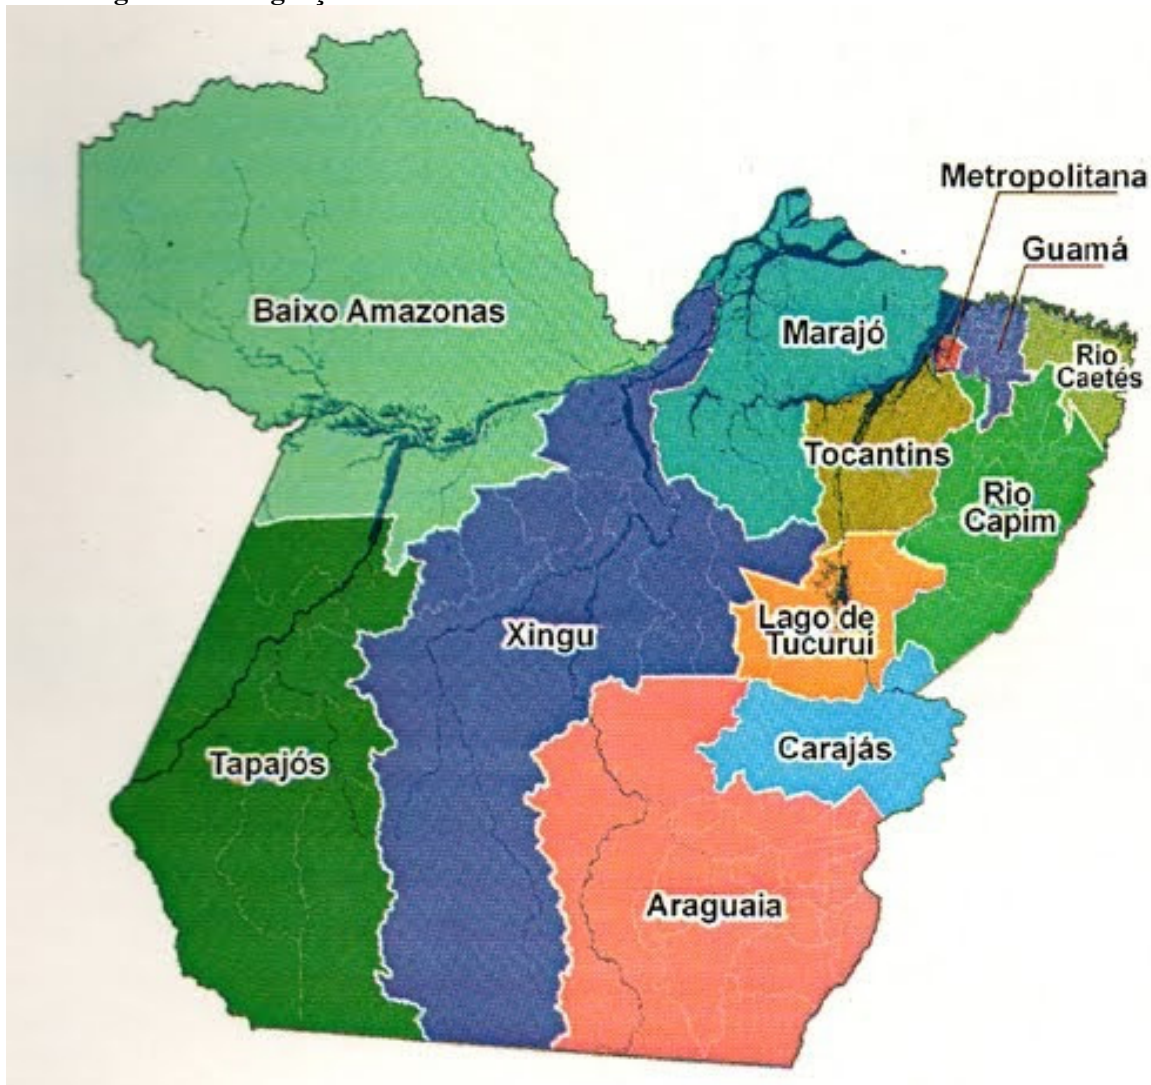 Metropolitana
Guamá
Baixo Amazonas
Marajó
Rio
Caetés
Tocantins
Rio
Capim
Xingu
Lago de
Tucuruí
Tapajós
Carajás
Araguaia